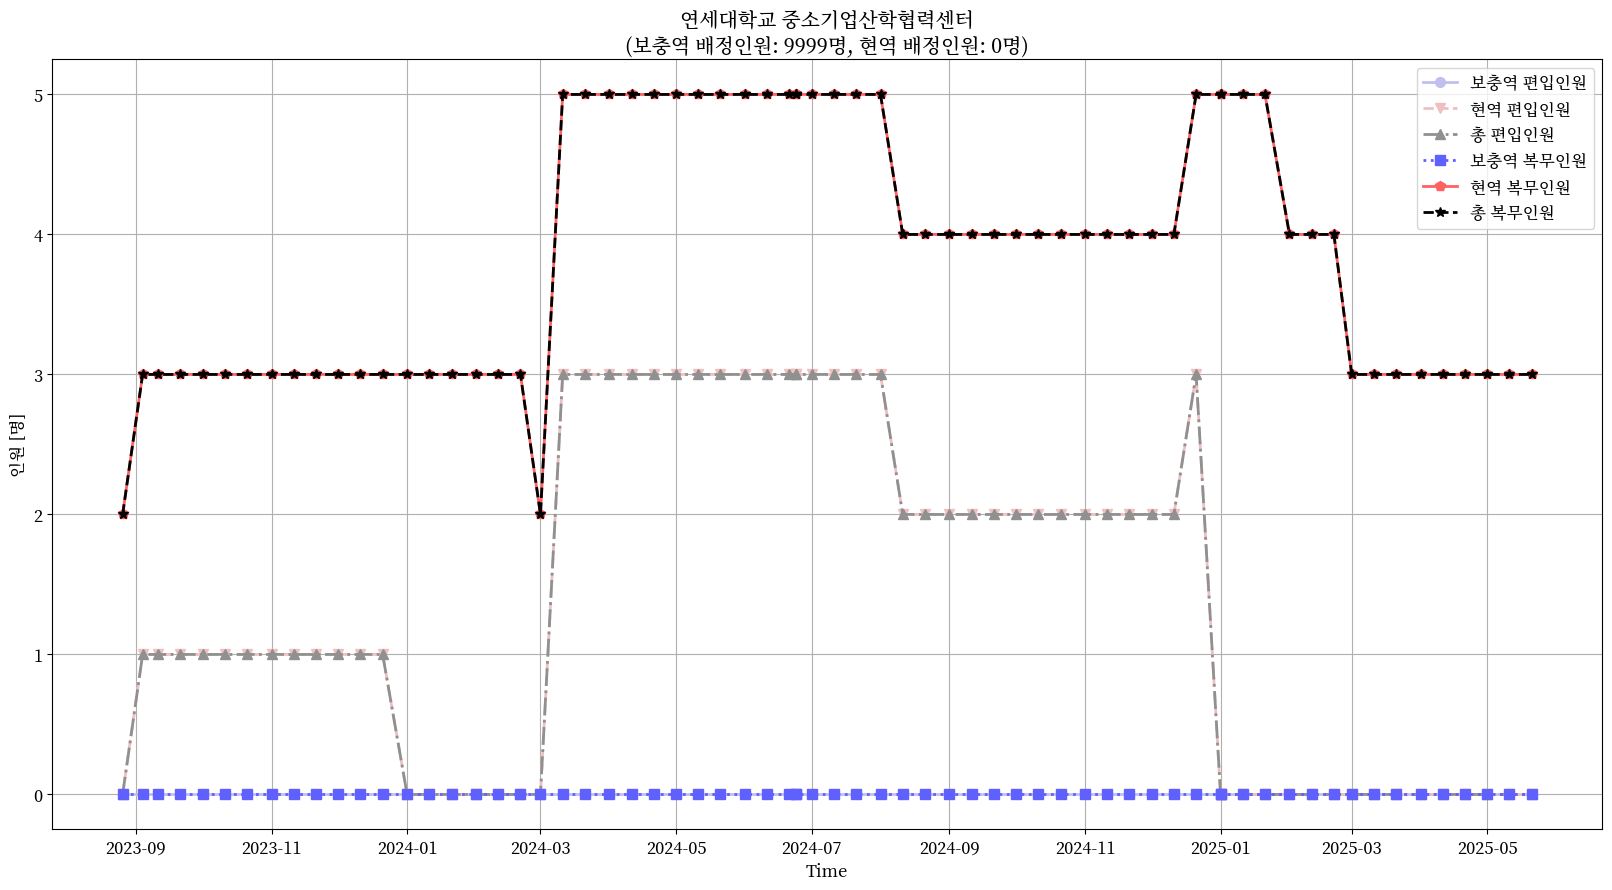 연세대학교 중소기업산학협력센터
(보충역 배정인원: 9999명, 현역 배정인원: 0명)
보충역 편입인원
현역 편입인원
총 편입인원
보충역 복무인원
현역 복무인원
총 복무인원
인원 [명]
5
4
3
2
1
0
2023-09
2023-11
2024-01
2024-03
2024-05
2024-07
2024-09
2024-11
2025-01
2025-03
2025-05
Time